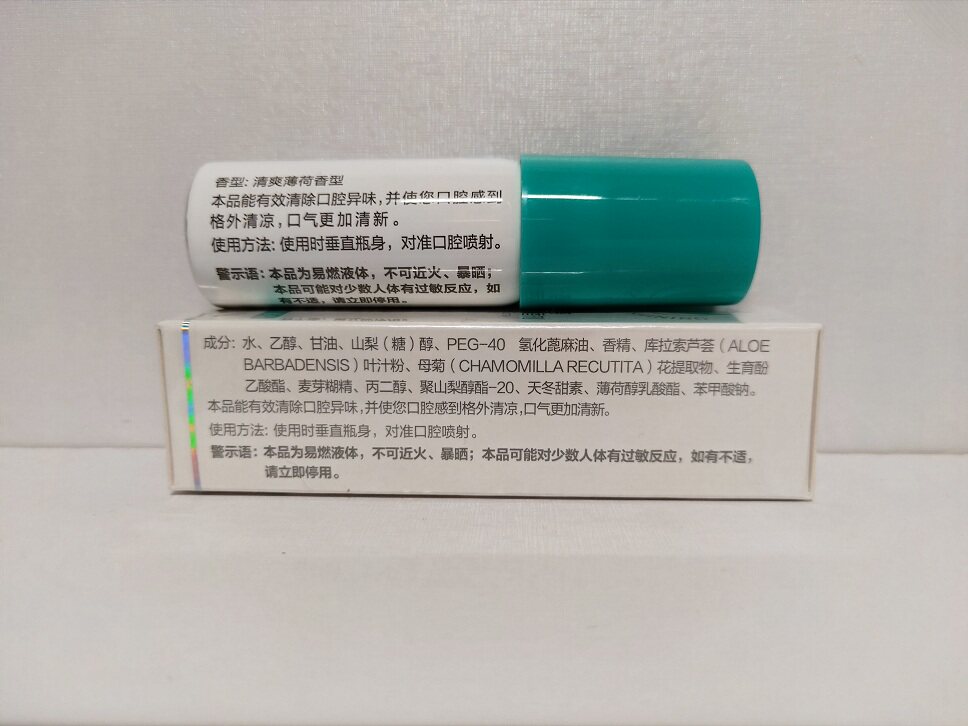 香型: 清爽薄荷香型
本品能有效清除口腔异味,并使您口腔感到
格外清凉,口气更加清新。
使用方法: 使用时垂直瓶身，对准口腔喷射。
警示语: 本品为易燃液体，不可近火、暴晒；
本品可能对少数人体有过敏反应，如
有不适，请立即停用。
成分: 水、乙醇、甘油、山梨（糖）醇、PEG-40 氢化蓖麻油、香精、库拉索芦荟（ALOE
BARBADENSIS）叶汁粉、母菊（CHAMOMILLA RECUTITA）花提取物、生育酚
乙酸酯、麦芽糊精、丙二醇、聚山梨醇酯-20、天冬甜素、薄荷醇乳酸酯、苯甲酸钠。
本品能有效清除口腔异味,并使您口腔感到格外清凉,口气更加清新。
使用方法: 使用时垂直瓶身，对准口腔喷射。
警示语: 本品为易燃液体，不可近火、暴晒；本品可能对少数人体有过敏反应，如有不适，
请立即停用。